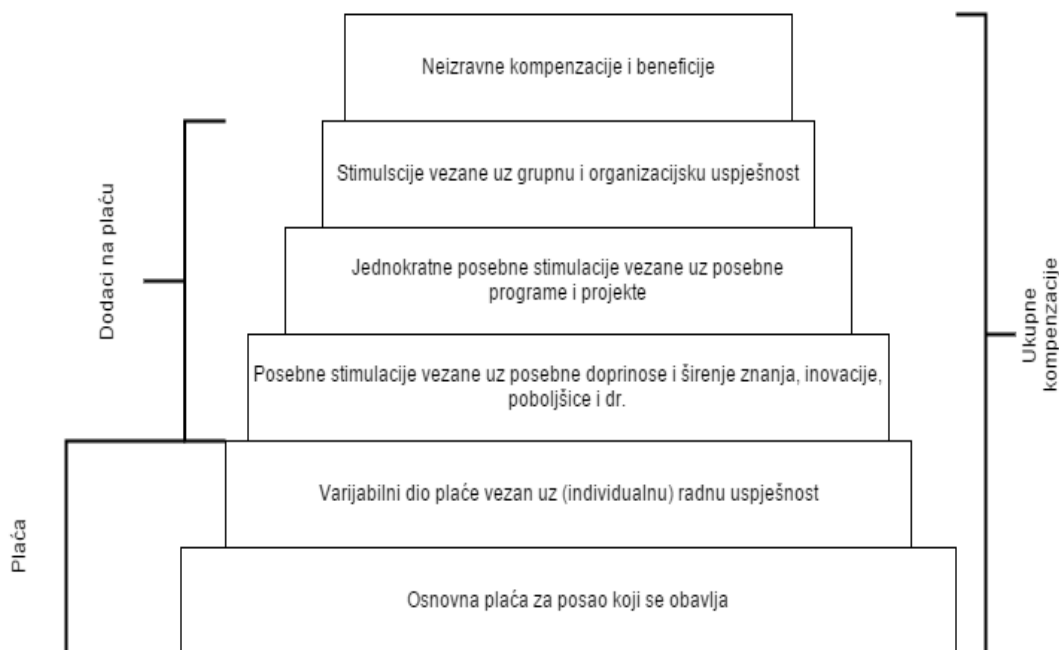 Neizravne kompenzacije i beneficije
Stimulscije vezane uz grupnu i organizacijsku uspješnost
Jednokratne posebne stimulacije vezane uz posebne
programe i projekte
Posebne stimulacije vezane uz posebne doprinose i širenje znanja, inovacije,
poboljšice i dr.
Varijabilni dio plaće vezan uz (individualnu) radnu uspješnost
Osnovna plaća za posao koji se obavlja
Dodaci na plaću
Plaća
Ukupne
kompenzacije